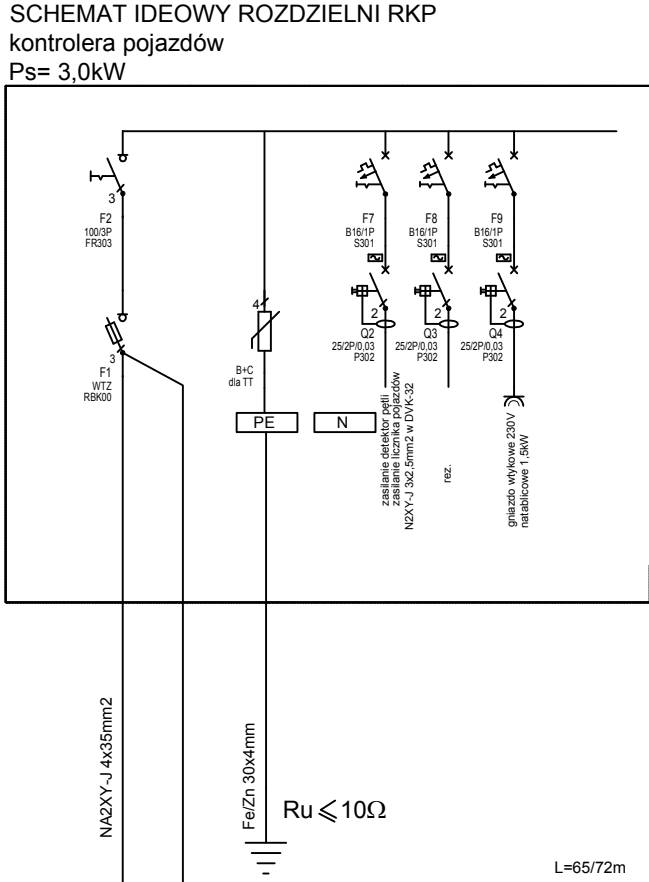 SCHEMAT IDEOWY ROZDZIELNI RKP
kontrolera pojazdów
Ps= 3,0kW
3
F2
100/3P
FR303
3
F1
WTZ
RBK00
4
B+C
dla TT
PE
N
F7
B16/1P
S301
2
Q2
25/2P/0,03
P302
zasilanie detektor pętli
zasilanie licznika pojazdów
N2XY-J 3x2,5mm2 w DVK-32
F8
B16/1P
S301
2
Q3
25/2P/0,03
P302
rez.
F9
B16/1P
S301
2
Q4
25/2P/0,03
P302
gniazdo wtykowe 230V
natablicowe 1,5kW
NA2XY-J 4x35mm2
Fe/Zn 30x4mm
Ru ⩽10Ω
L=65/72m